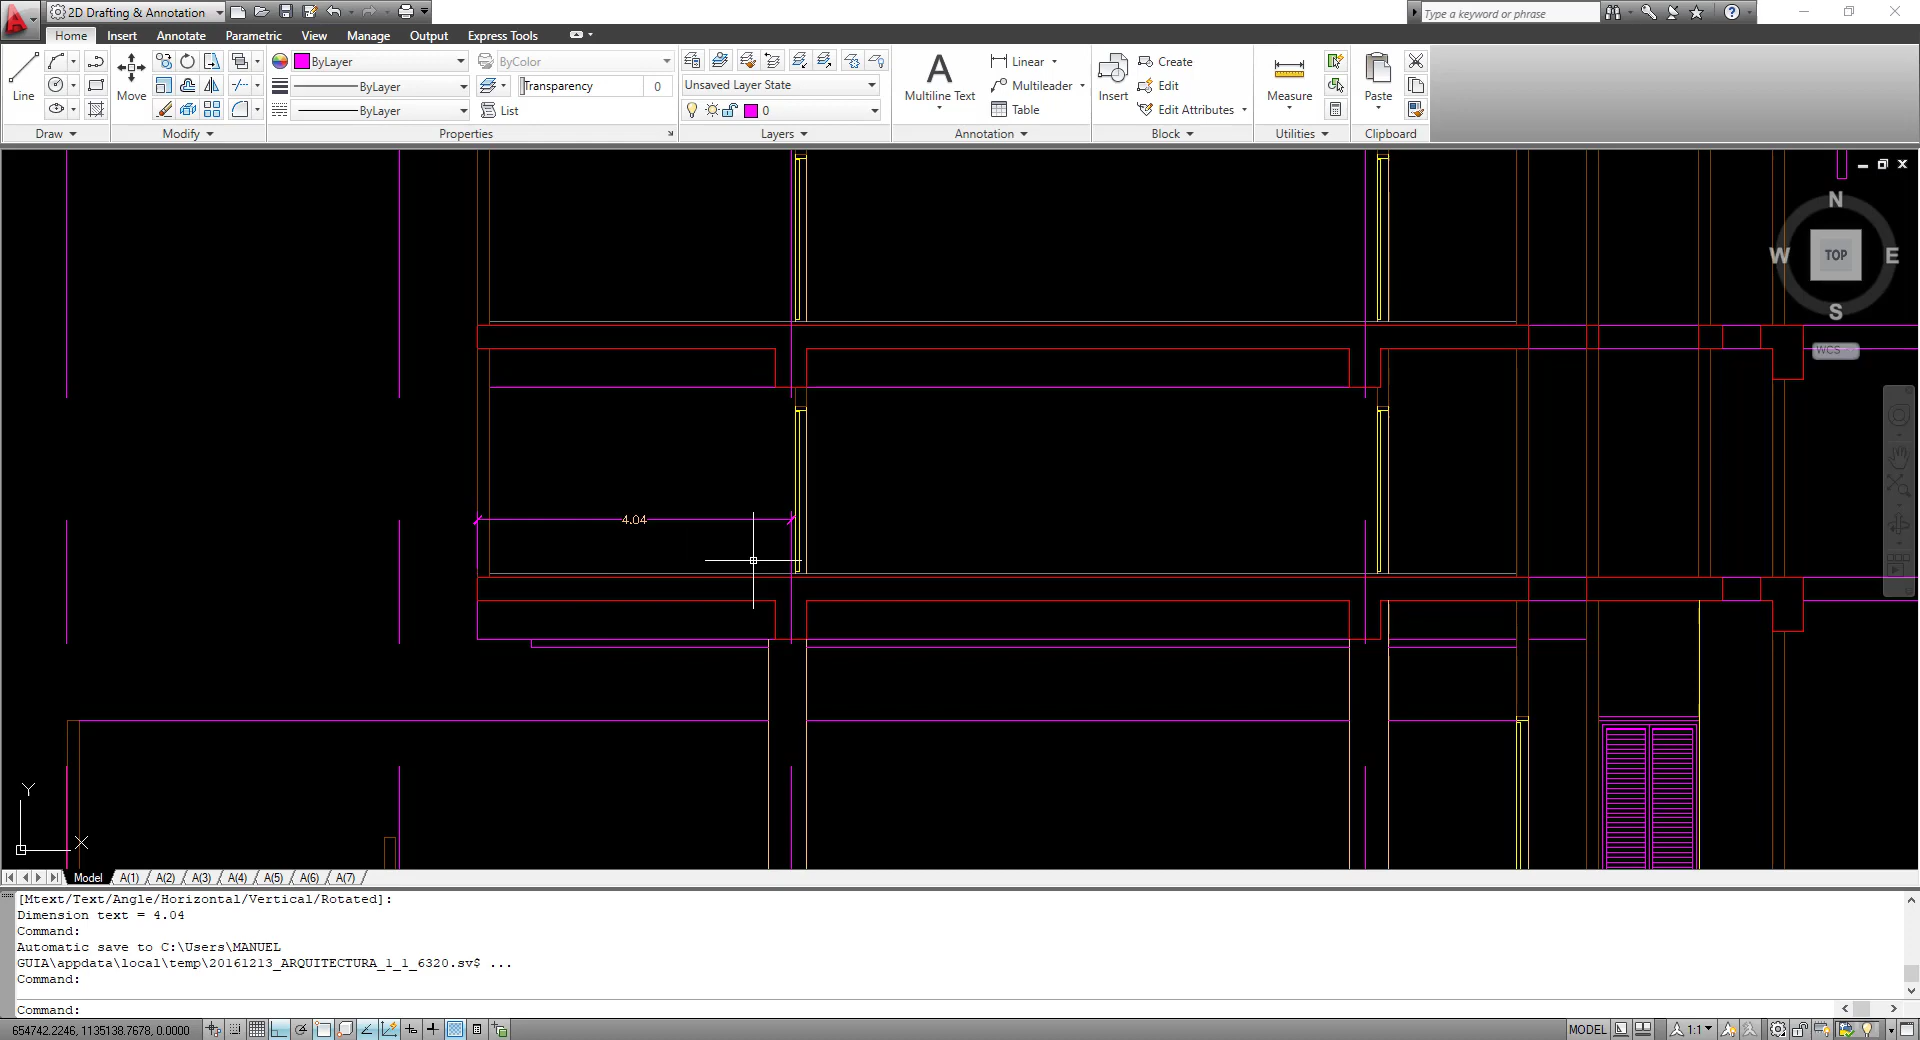 2D Drafting & Annotation
Type a keyword or phrase
Home Insert Annotate Parametric View Manage Output Express Tools
Line
Move
ByLayer
ByLayer
ByLayer
ByColor
Transparency 0
List
Unsaved Layer State
0
A
Multiline Text
Linear
Multileader
Table
Insert
Create
Edit
Edit Attributes
Measure
Paste
Draw Modify Properties Layers Annotation Block Utilities Clipboard
N
W TOP E
S
WCS
4.04
Y
X
Model A(1) A(2) A(3) A(4) A(5) A(6) A(7)
[Mtext/Text/Angle/Horizontal/Vertical/Rotated]:
Dimension text = 4.04
Command:
Automatic save to C:\Users\MANUEL
GUIA\appdata\local\temp\20161213_ARQUITECTURA_1_1_6320.sv$ ...
Command:
Command:
654742.2246, 1135138.7678, 0.0000
MODEL
1:1